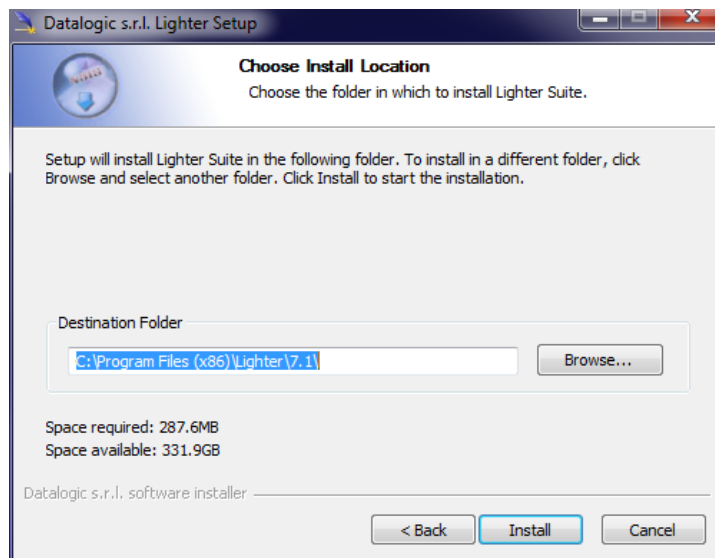 Datalogic s.r.l. Lighter Setup
Choose Install Location
Choose the folder in which to install Lighter Suite.
Setup will install Lighter Suite in the following folder. To install in a different folder, click
Browse and select another folder. Click Install to start the installation.
Destination Folder
C:\Program Files (x86)\Lighter\7.1\
Browse...
Space required: 287.6MB
Space available: 331.9GB
Datalogic s.r.l. software installer
< Back Install Cancel